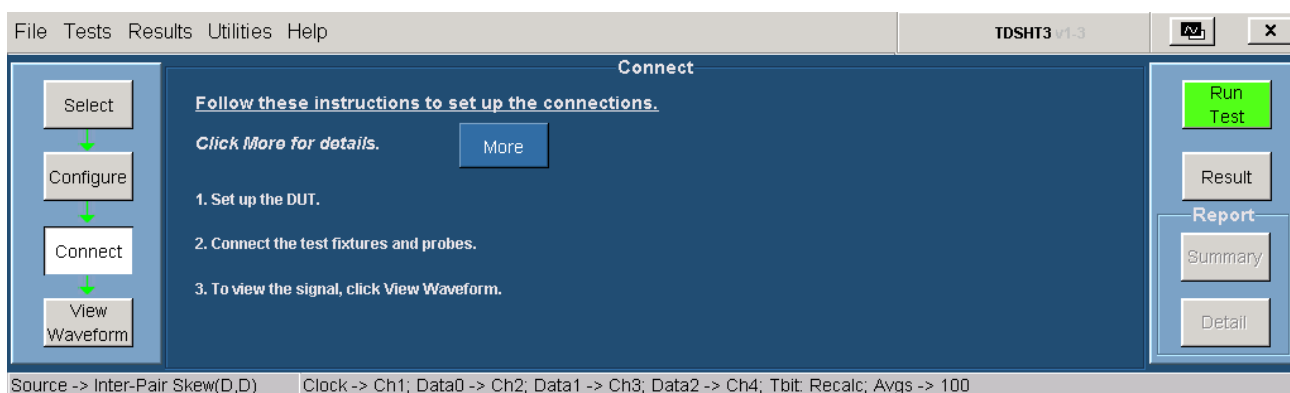 File Tests Results Utilities Help
TDSHT3 v1-3
x
Connect
Select
Follow these instructions to set up the connections.
Click More for details.
More
Configure
1. Set up the DUT.
Connect
2. Connect the test fixtures and probes.
3. To view the signal, click View Waveform.
View
Waveform
Run
Test
Result
Report
Summary
Detail
Source -> Inter-Pair Skew(D,D) Clock -> Ch1; Data0 -> Ch2; Data1 -> Ch3; Data2 -> Ch4; Tbit: Recalc; Avgs -> 100